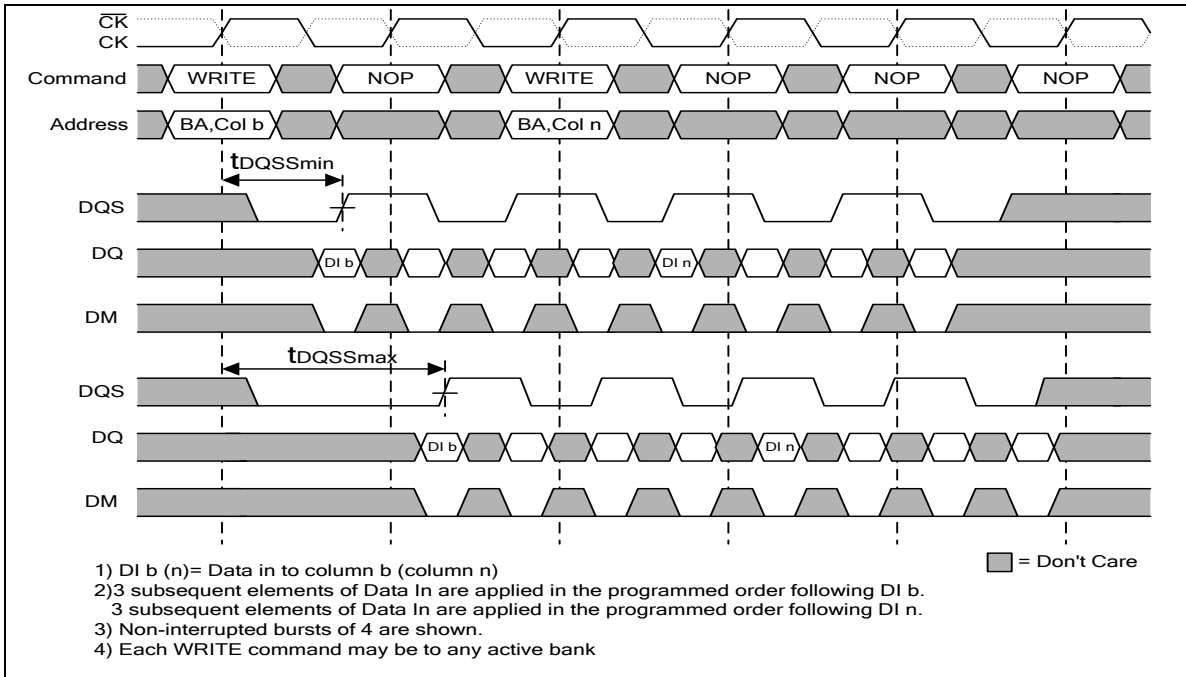 CK
CK
Command WRITE NOP WRITE NOP NOP NOP
Address BA,Col b BA,Col n
tDQSSmin
DQS
DQ DI b DI n
DM
tDQSSmax
DQS
DQ DI b DI n
DM
= Don't Care
1) DI b (n)= Data in to column b (column n)
2)3 subsequent elements of Data In are applied in the programmed order following DI b.
3 subsequent elements of Data In are applied in the programmed order following DI n.
3) Non-interrupted bursts of 4 are shown.
4) Each WRITE command may be to any active bank